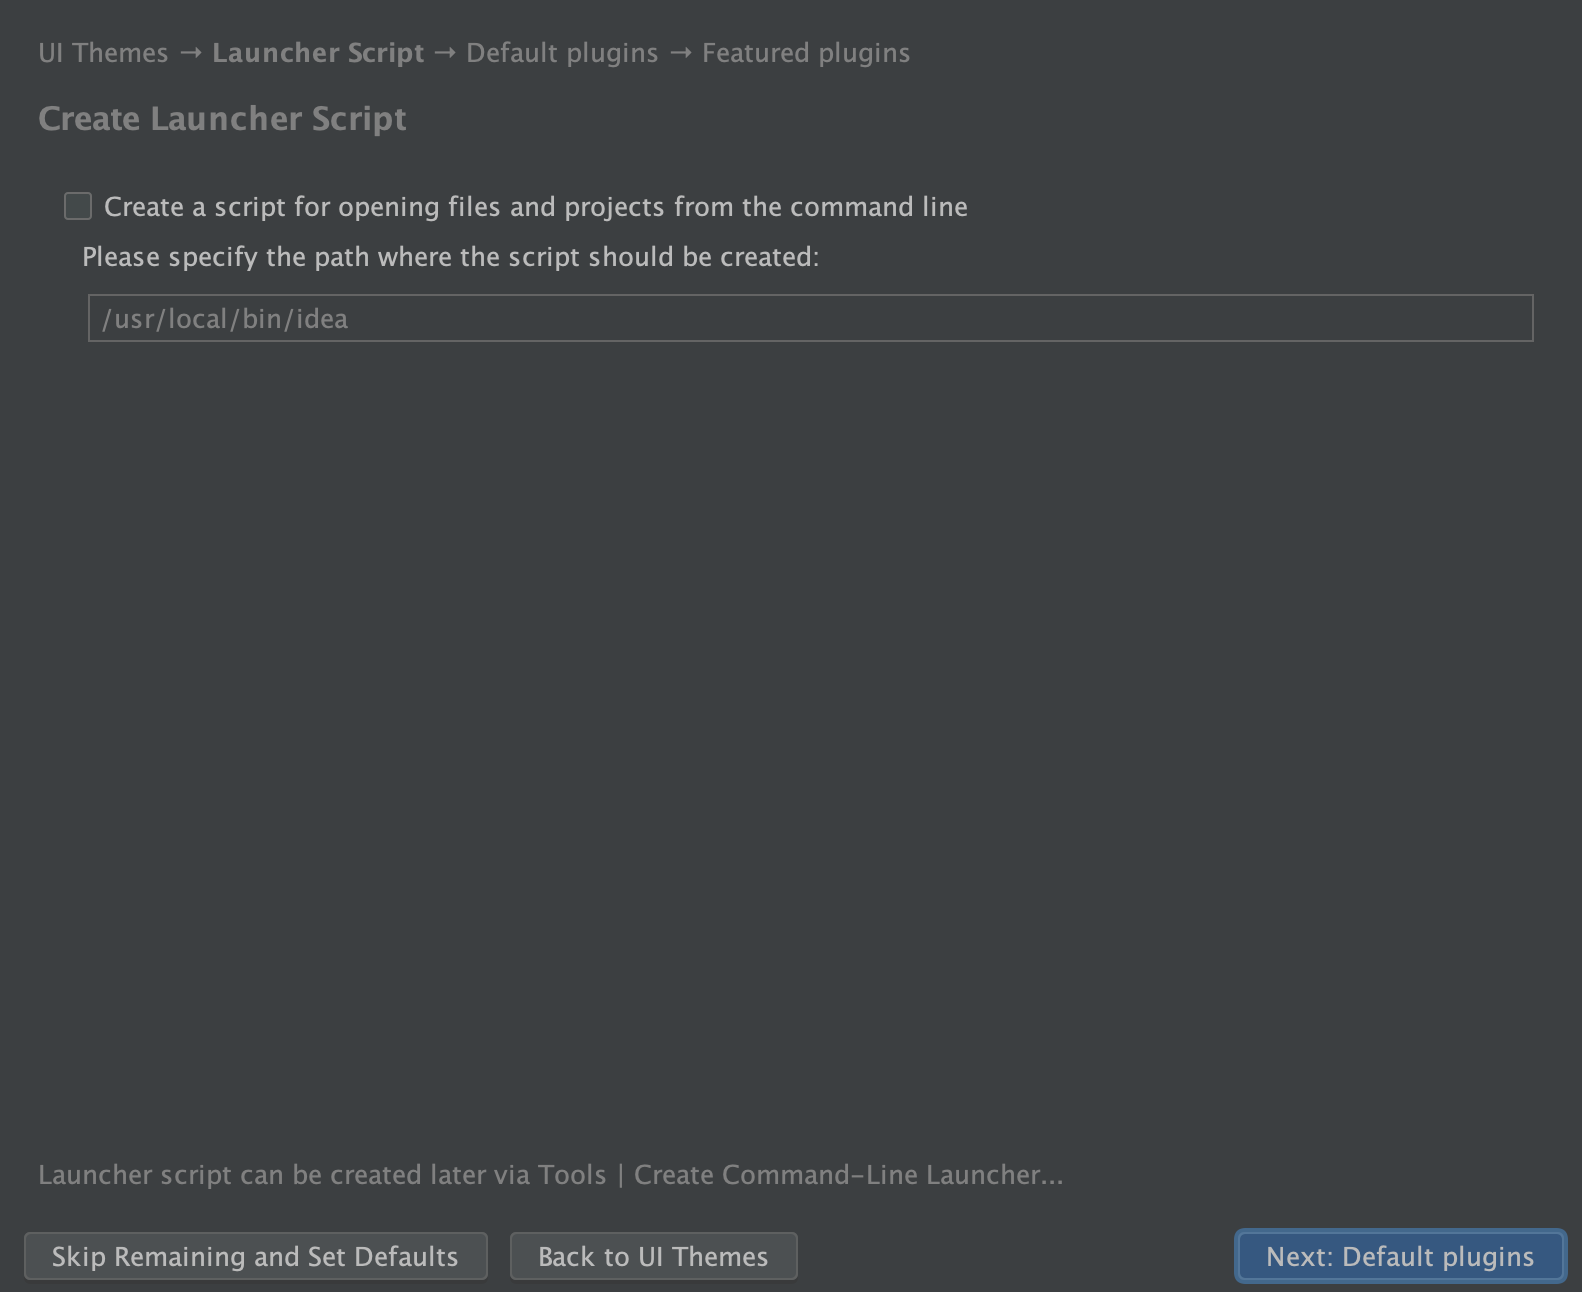 UI Themes → Launcher Script → Default plugins → Featured plugins
Create Launcher Script
Create a script for opening files and projects from the command line
Please specify the path where the script should be created:
/usr/local/bin/idea
Launcher script can be created later via Tools | Create Command-Line Launcher...
Skip Remaining and Set Defaults
Back to UI Themes
Next: Default plugins